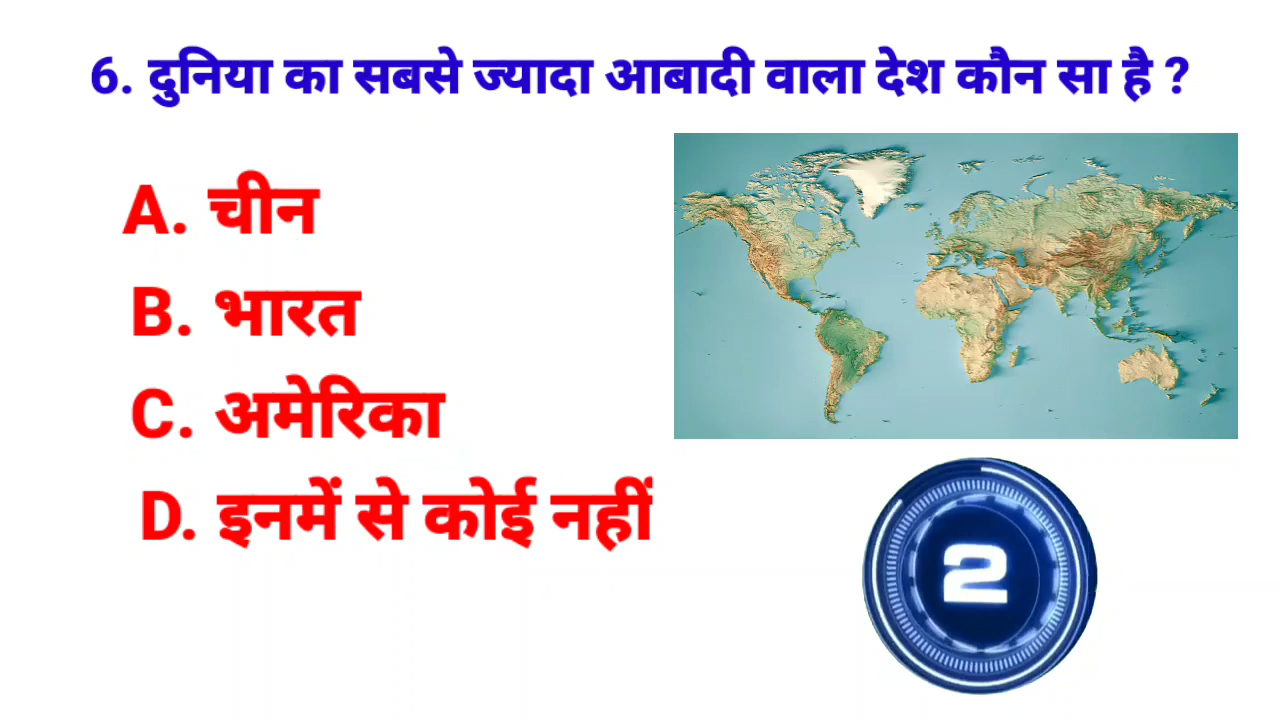 6. दुनिया का सबसे ज्यादा आबादी वाला देश कौन सा है ?
A. चीन
B. भारत
C. अमेरिका
D. इनमें से कोई नहीं
2